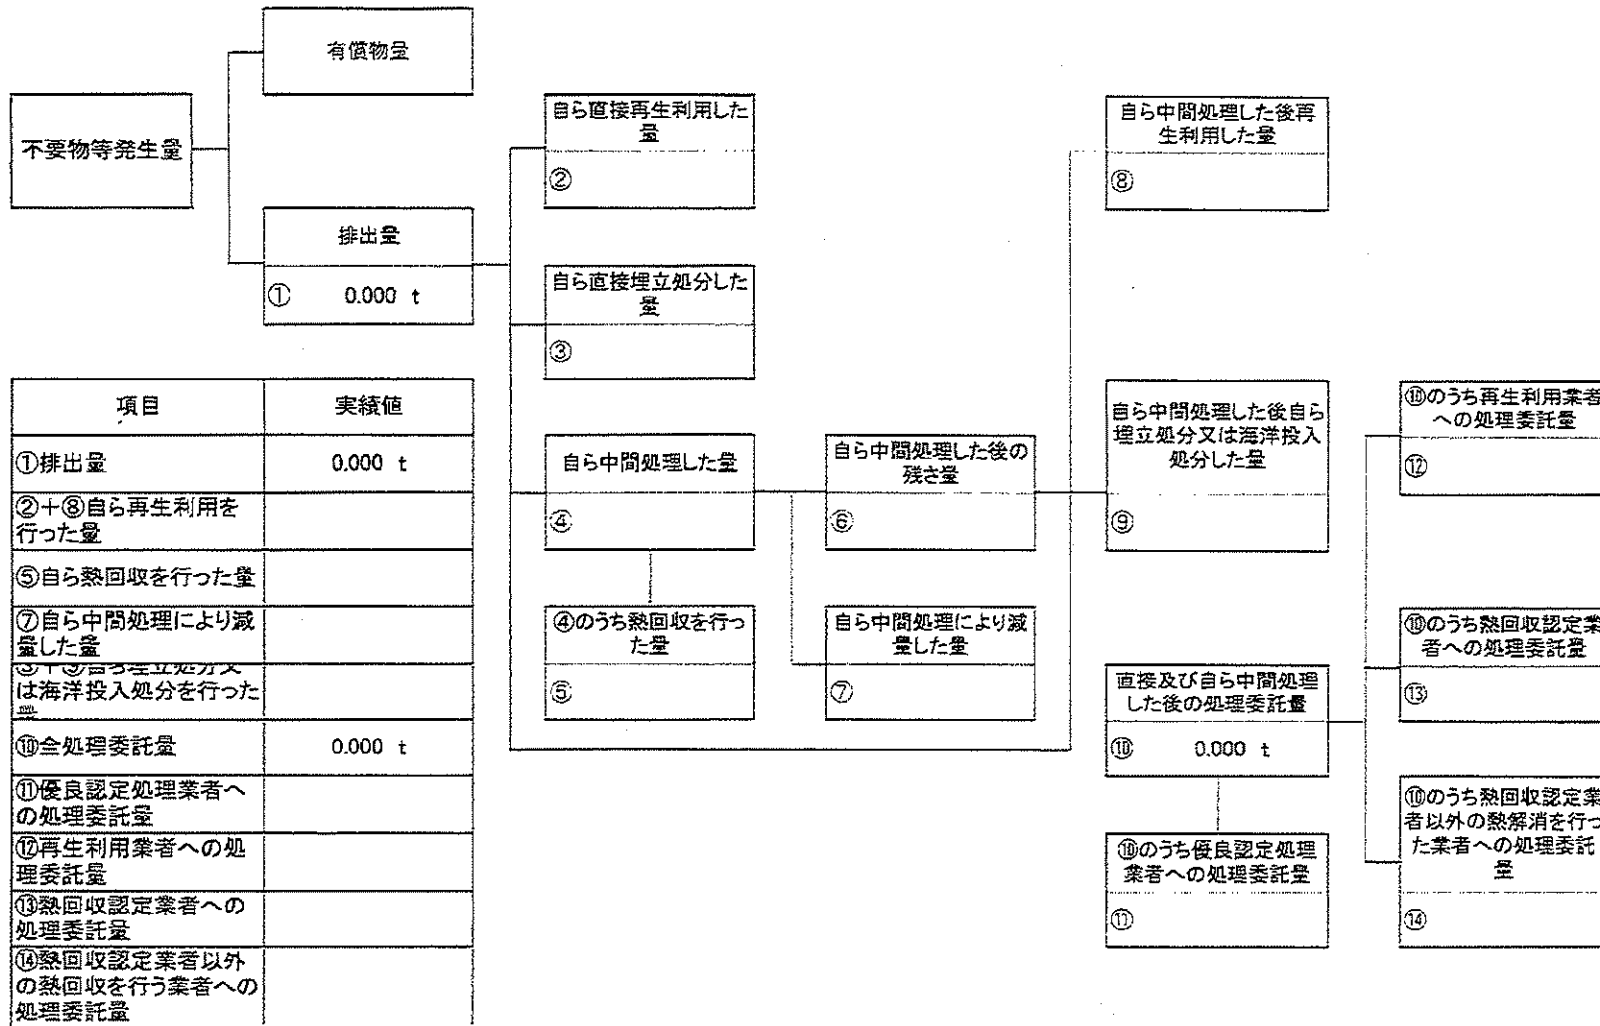 有償物量
不要物等発生量
排出量
① 0.000 t
自ら直接再生利用した
量
②
自ら直接埋立処分した
量
③
自ら中間処理した量
④
④のうち熱回収を行っ
た量
⑤
自ら中間処理した後の
残さ量
⑥
自ら中間処理により減
量した量
⑦
自ら中間処理した後再
生利用した量
⑧
自ら中間処理した後自ら
埋立処分又は海洋投入
処分した量
⑨
直接及び自ら中間処理
した後の処理委託量
⑩ 0.000 t
⑩のうち優良認定処理
業者への処理委託量
⑪
⑩のうち再生利用業者
への処理委託量
⑫
⑩のうち熱回収認定業
者への処理委託量
⑬
⑩のうち熱回収認定業
者以外の熱解消を行っ
た業者への処理委託
量
⑭
項目 実績値
①排出量 0.000 t
②+⑧自ら再生利用を
行った量
⑤自ら熱回収を行った量
⑦自ら中間処理により減
量した量
③+⑨自ら埋立処分又
は海洋投入処分を行った
量
⑩全処理委託量 0.000 t
⑪優良認定処理業者へ
の処理委託量
⑫再生利用業者への処
理委託量
⑬熱回収認定業者への
処理委託量
⑭熱回収認定業者以外
の熱回収を行う業者への
処理委託量